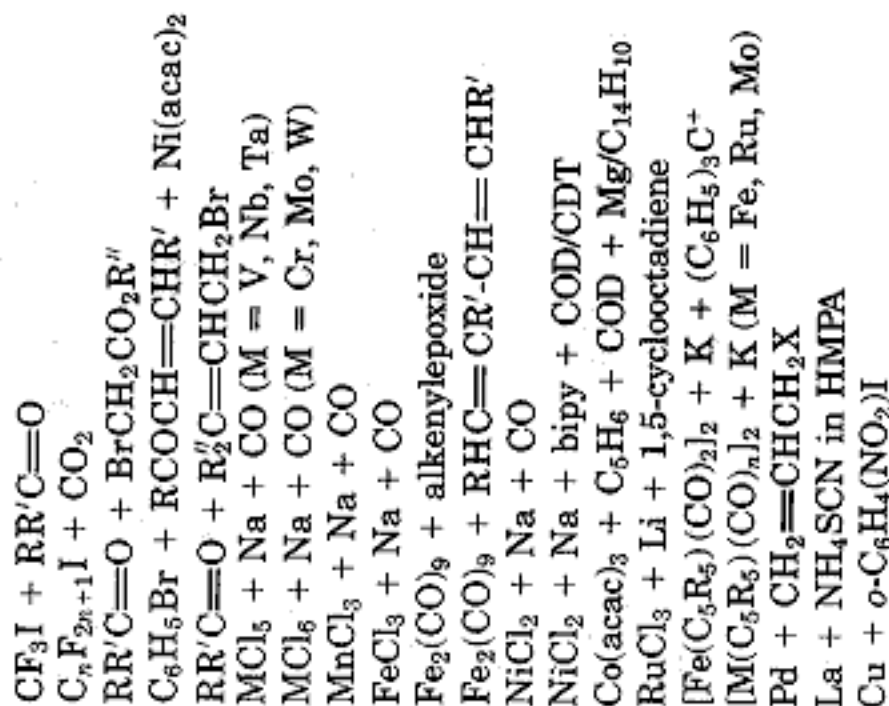 CF₃I + RR′C=O
CₙF₂ₙ₊₁I + CO₂
RR′C=O + BrCH₂CO₂R″
C₆H₅Br + RCOCH=CHR′ + Ni(acac)₂
RR′C=O + R₂″C=CHCH₂Br
MCl₅ + Na + CO (M = V, Nb, Ta)
MCl₆ + Na + CO (M = Cr, Mo, W)
MnCl₃ + Na + CO
FeCl₃ + Na + CO
Fe₂(CO)₉ + alkenylepoxide
Fe₂(CO)₉ + RHC=CR′-CH=CHR′
NiCl₂ + Na + CO
NiCl₂ + Na + bipy + COD/CDT
Co(acac)₃ + C₅H₆ + COD + Mg/C₁₄H₁₀
RuCl₃ + Li + 1,5-cyclooctadiene
[Fe(C₅R₅)(CO)₂]₂ + K + (C₆H₅)₃C⁺
[M(C₅R₅)(CO)ₙ]₂ + K (M = Fe, Ru, Mo)
Pd + CH₂=CHCH₂X
La + NH₄SCN in HMPA
Cu + o-C₆H₄(NO₂)I